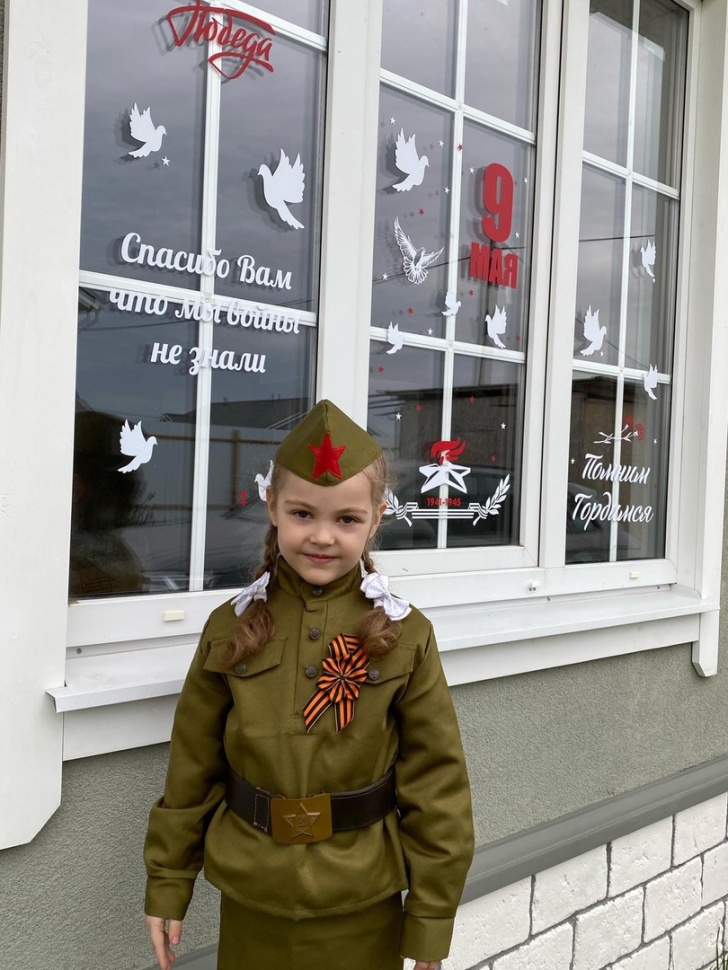 Победа
Спасибо Вам
что мы войны
не знали
9
МАЯ
1941-1945
Помним
Гордимся